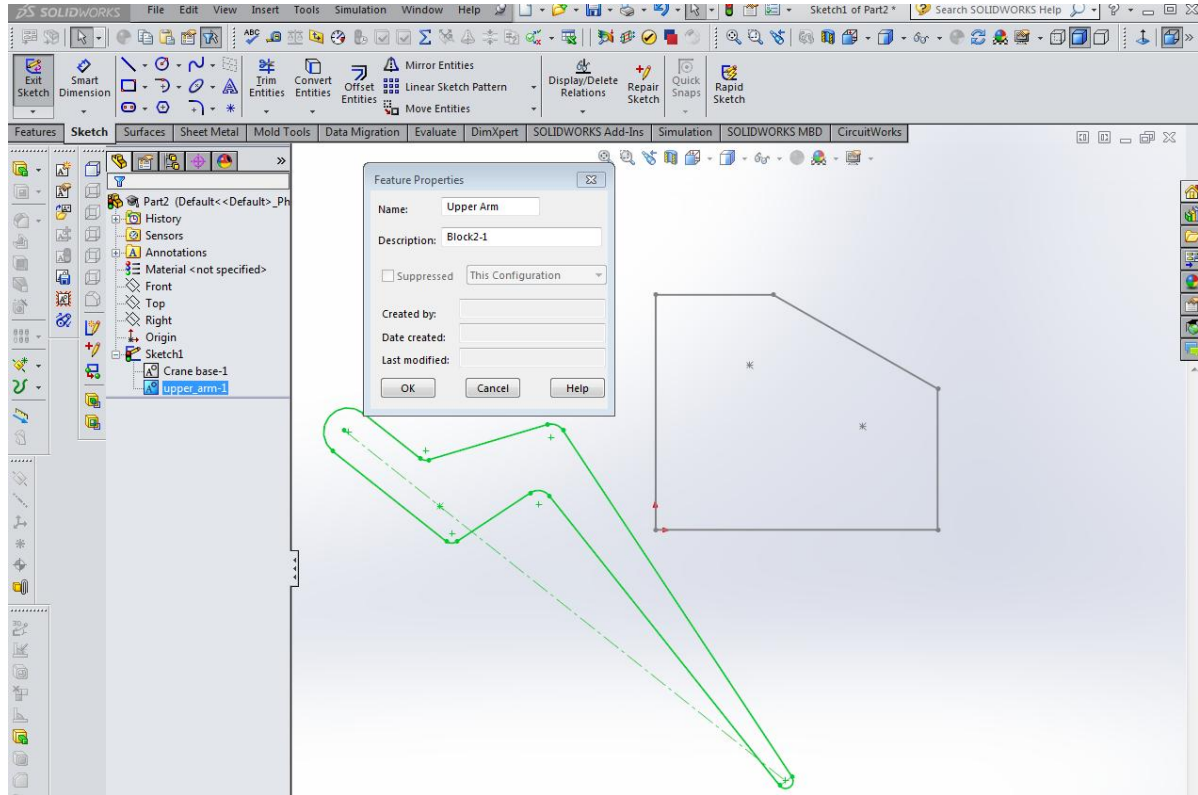 SOLIDWORKS File Edit View Insert Tools Simulation Window Help Sketch1 of Part2 * Search SOLIDWORKS Help
ABC
Exit Sketch
Smart Dimension
Trim Entities
Convert Entities
Offset Entities
Mirror Entities
Linear Sketch Pattern
Move Entities
Display/Delete Relations
Repair Sketch
Quick Snaps
Rapid Sketch
Features Sketch Surfaces Sheet Metal Mold Tools Data Migration Evaluate DimXpert SOLIDWORKS Add-Ins Simulation SOLIDWORKS MBD CircuitWorks
Part2 (Default<<Default>_Ph
History
Sensors
Annotations
Material <not specified>
Front
Top
Right
Origin
Sketch1
Crane base-1
upper_arm-1
Feature Properties
Name: Upper Arm
Description: Block2-1
Suppressed This Configuration
Created by:
Date created:
Last modified:
OK Cancel Help